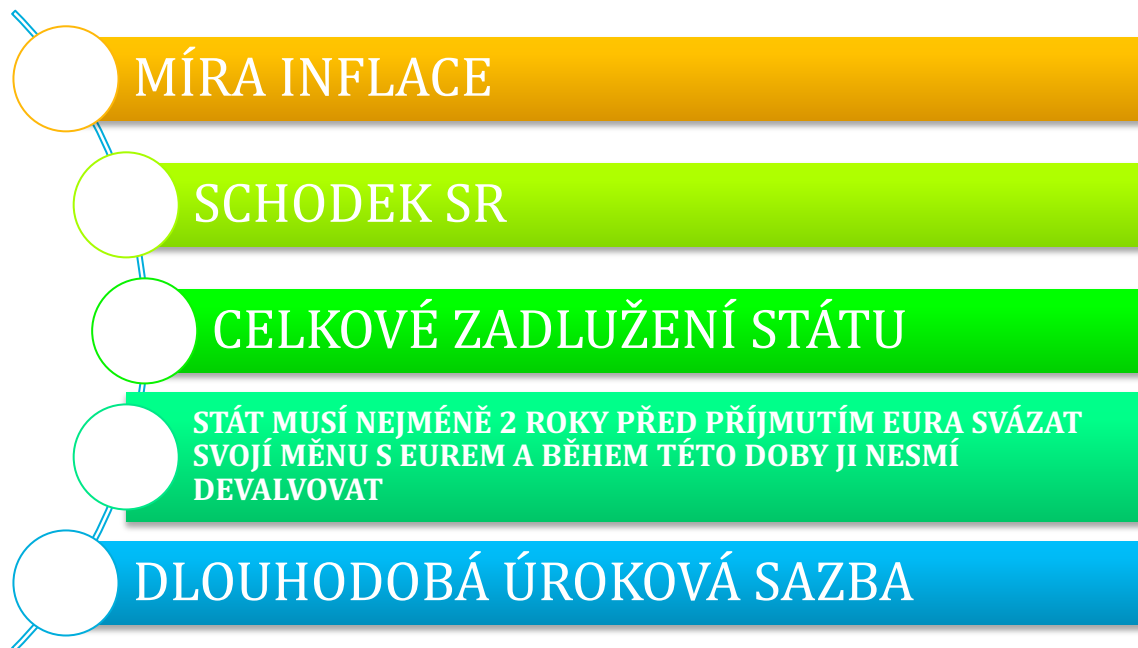 MÍRA INFLACE
SCHODEK SR
CELKOVÉ ZADLUŽENÍ STÁTU
STÁT MUSÍ NEJMÉNĚ 2 ROKY PŘED PŘÍJMUTÍM EURA SVÁZAT
SVOJÍ MĚNU S EUREM A BĚHEM TÉTO DOBY JI NESMÍ
DEVALVOVAT
DLOUHODOBÁ ÚROKOVÁ SAZBA